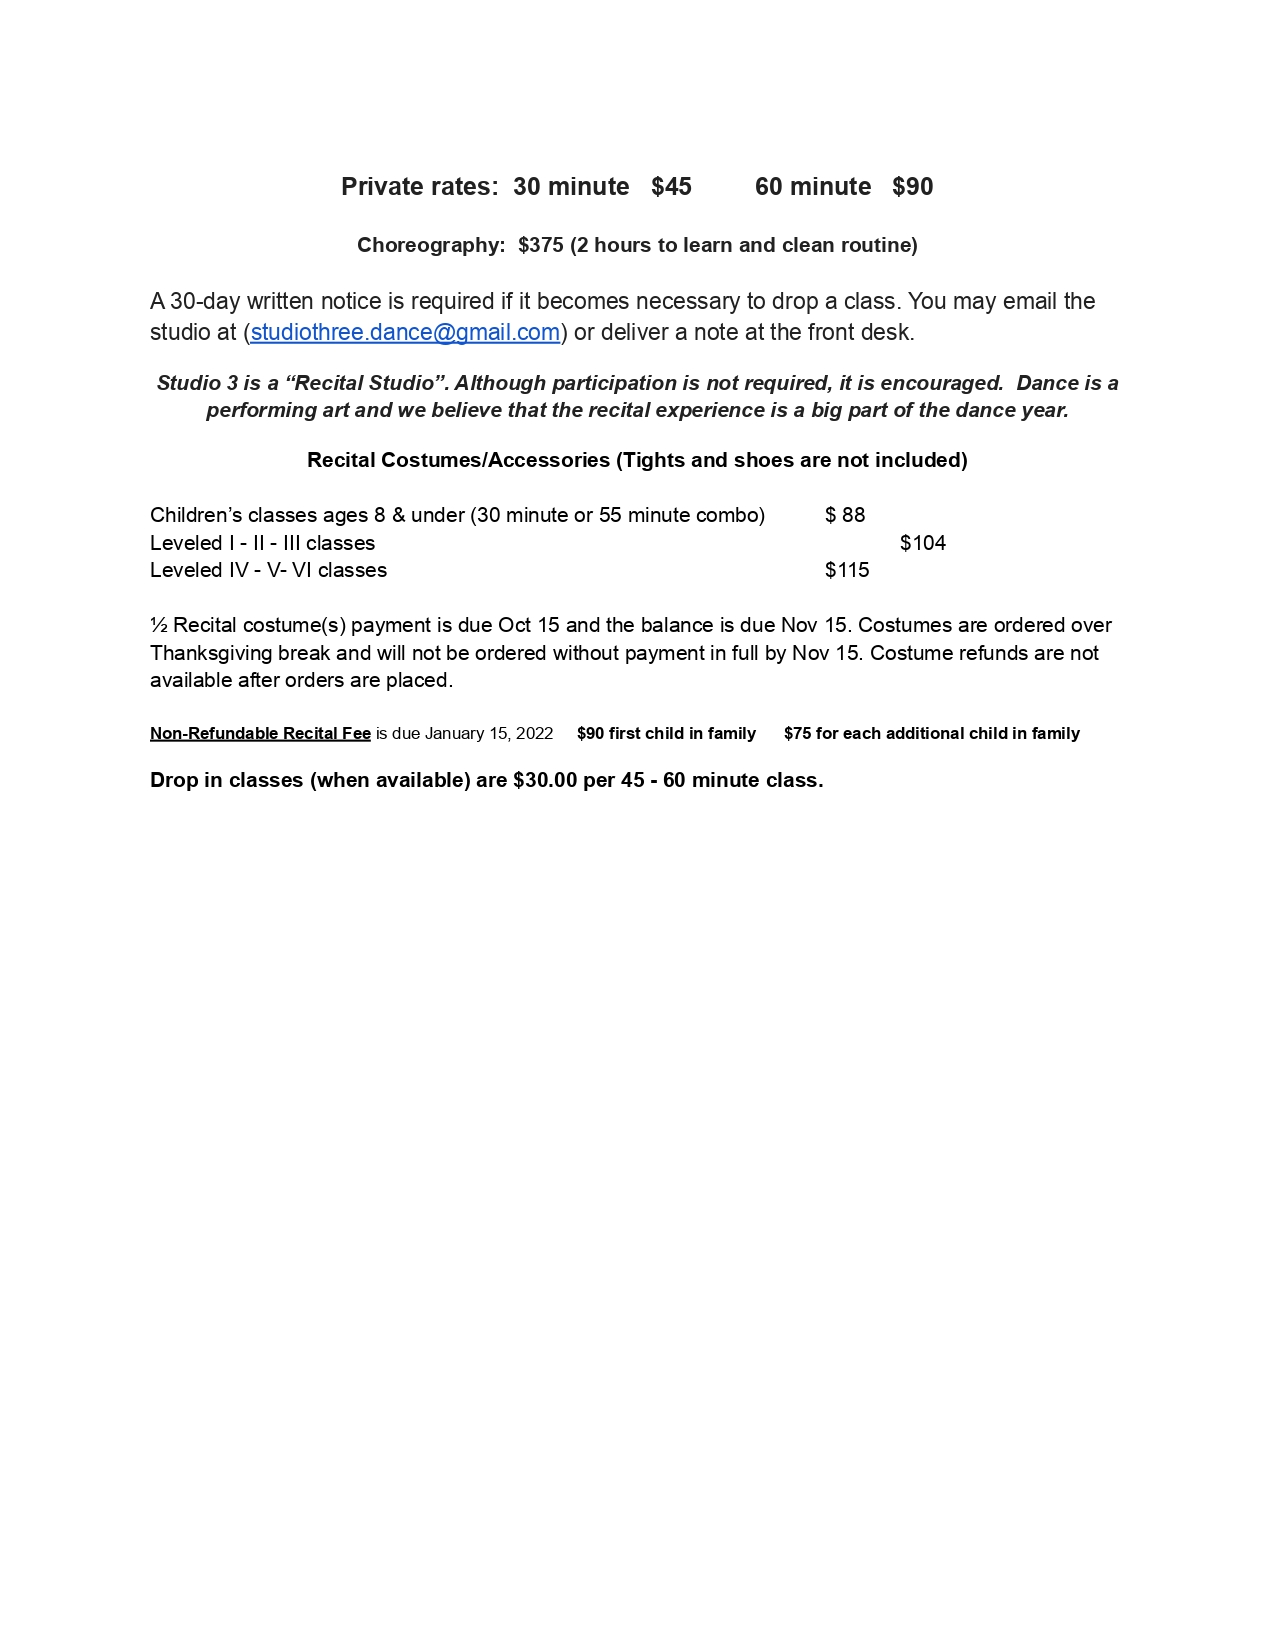 Private rates:  30 minute   $45         60 minute   $90
Choreography:  $375 (2 hours to learn and clean routine)
A 30-day written notice is required if it becomes necessary to drop a class. You may email the
studio at (studiothree.dance@gmail.com) or deliver a note at the front desk.
Studio 3 is a “Recital Studio”. Although participation is not required, it is encouraged.  Dance is a
performing art and we believe that the recital experience is a big part of the dance year.
Recital Costumes/Accessories (Tights and shoes are not included)
Children’s classes ages 8 & under (30 minute or 55 minute combo)          $ 88
Leveled I - II - III classes          $104
Leveled IV - V- VI classes          $115
½ Recital costume(s) payment is due Oct 15 and the balance is due Nov 15. Costumes are ordered over
Thanksgiving break and will not be ordered without payment in full by Nov 15. Costume refunds are not
available after orders are placed.
Non-Refundable Recital Fee is due January 15, 2022     $90 first child in family      $75 for each additional child in family
Drop in classes (when available) are $30.00 per 45 - 60 minute class.